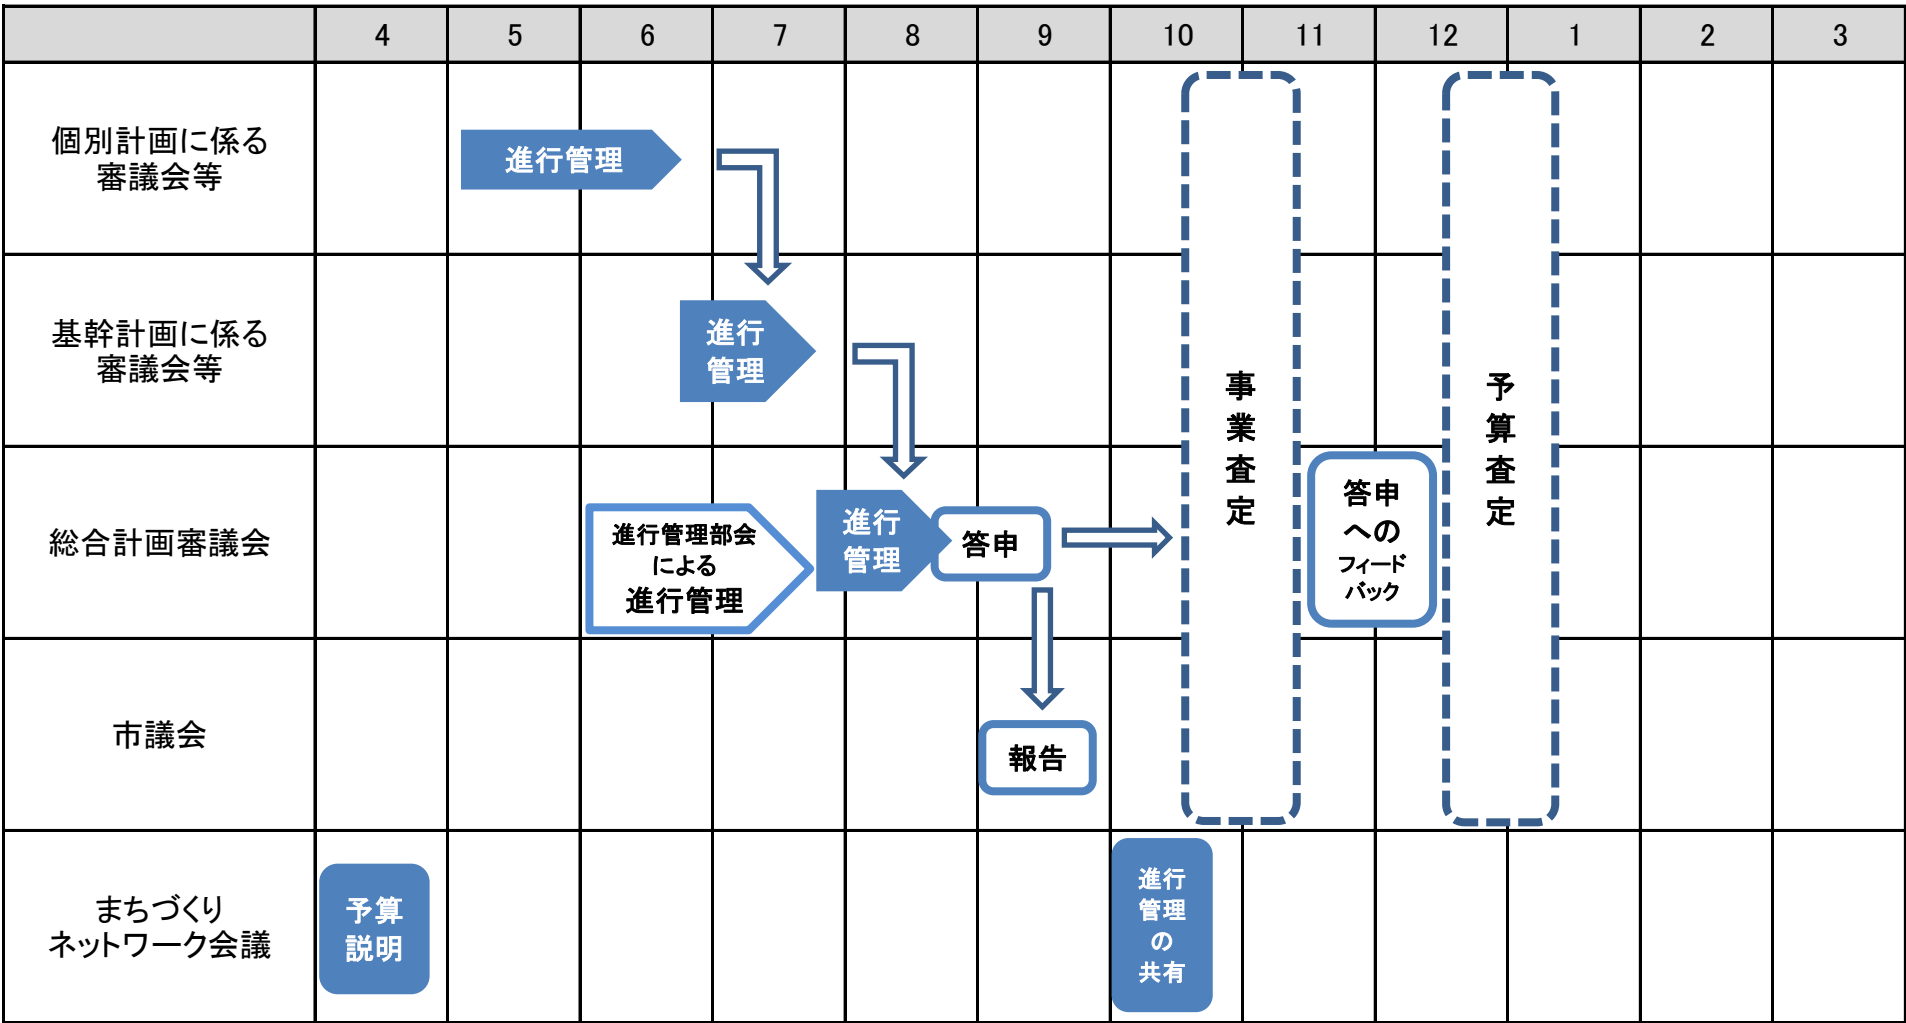 4 5 6 7 8 9 10 11 12 1 2 3
個別計画に係る
審議会等
進行管理
基幹計画に係る
審議会等
進行
管理
総合計画審議会
進行管理部会
による
進行管理
進行
管理
答申
事
業
査
定
答申
への
フィード
バック
予
算
査
定
市議会
報告
まちづくり
ネットワーク会議
予算
説明
進行
管理
の
共有